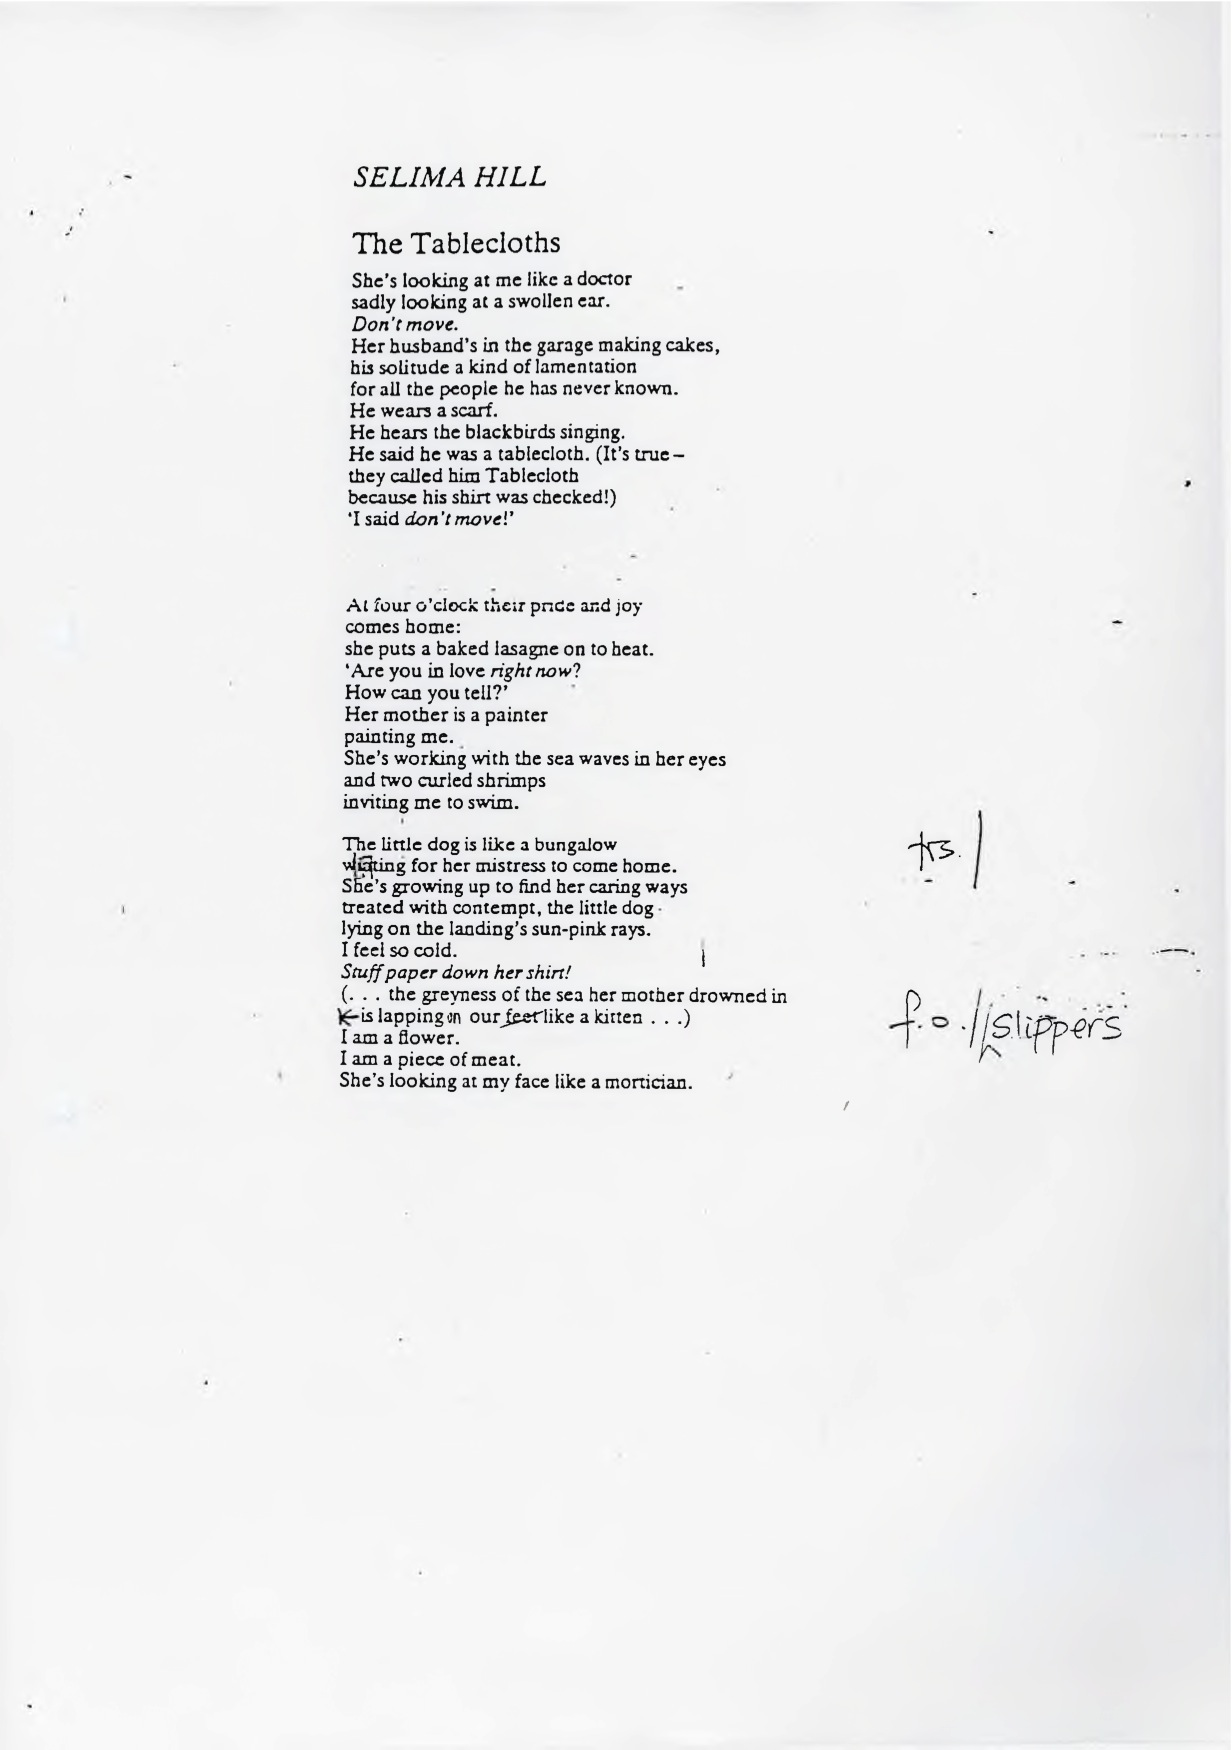 SELIMA HILL
The Tablecloths
She's looking at me like a doctor
sadly looking at a swollen ear.
Don't move.
Her husband's in the garage making cakes,
his solitude a kind of lamentation
for all the people he has never known.
He wears a scarf.
He hears the blackbirds singing.
He said he was a tablecloth. (It's true –
they called him Tablecloth
because his shirt was checked!)
'I said don't move!'
At four o'clock their pride and joy
comes home:
she puts a baked lasagne on to heat.
'Are you in love right now?
How can you tell?'
Her mother is a painter
painting me.
She's working with the sea waves in her eyes
and two curled shrimps
inviting me to swim.
The little dog is like a bungalow
wiating for her mistress to come home.
trs.
She's growing up to find her caring ways
treated with contempt, the little dog
lying on the landing's sun-pink rays.
I feel so cold.
Stuff paper down her shirt!
(. . . the greyness of the sea her mother drowned in
is lapping on our feet like a kitten . . .)
f.o.// slippers
I am a flower.
I am a piece of meat.
She's looking at my face like a mortician.